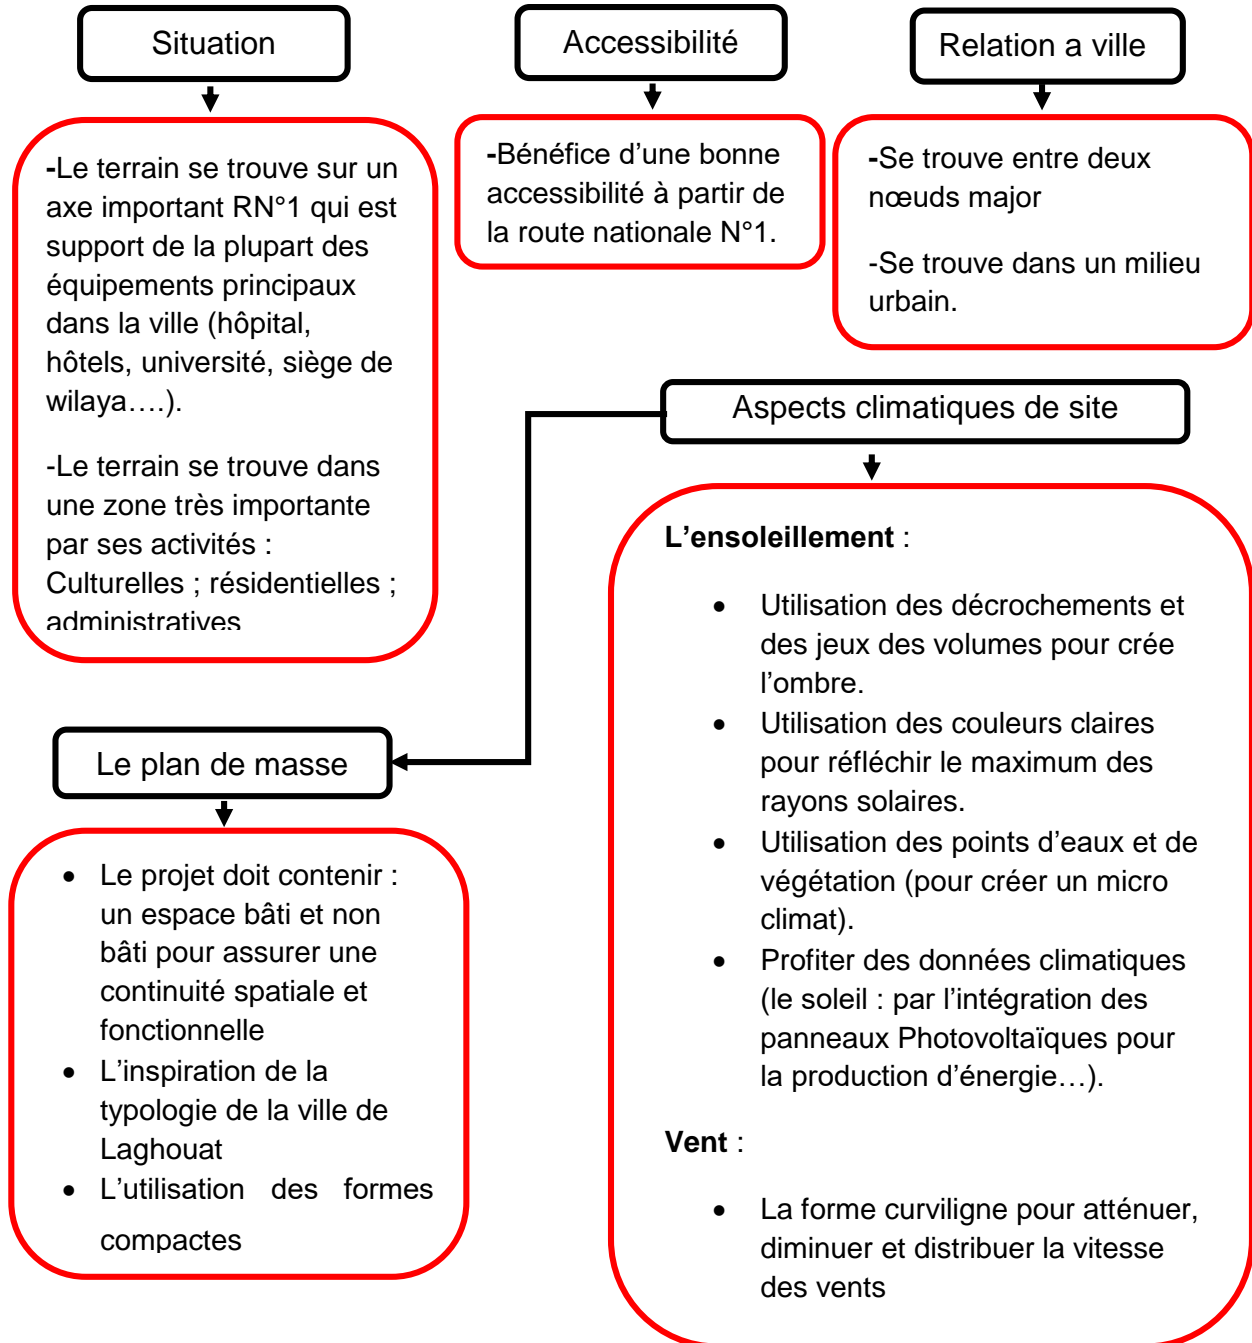 Situation
-Le terrain se trouve sur un
axe important RN°1 qui est
support de la plupart des
équipements principaux
dans la ville (hôpital,
hôtels, université, siège de
wilaya….).
-Le terrain se trouve dans
une zone très importante
par ses activités :
Culturelles ; résidentielles ;
administratives
Accessibilité
-Bénéfice d’une bonne
accessibilité à partir de
la route nationale N°1.
Relation a ville
-Se trouve entre deux
nœuds major
-Se trouve dans un milieu
urbain.
Aspects climatiques de site
L’ensoleillement :
• Utilisation des décrochements et
des jeux des volumes pour crée
l’ombre.
• Utilisation des couleurs claires
pour réfléchir le maximum des
rayons solaires.
• Utilisation des points d’eaux et de
végétation (pour créer un micro
climat).
• Profiter des données climatiques
(le soleil : par l’intégration des
panneaux Photovoltaïques pour
la production d’énergie…).
Vent :
• La forme curviligne pour atténuer,
diminuer et distribuer la vitesse
des vents
Le plan de masse
• Le projet doit contenir :
un espace bâti et non
bâti pour assurer une
continuité spatiale et
fonctionnelle
• L’inspiration de la
typologie de la ville de
Laghouat
• L’utilisation des formes
compactes